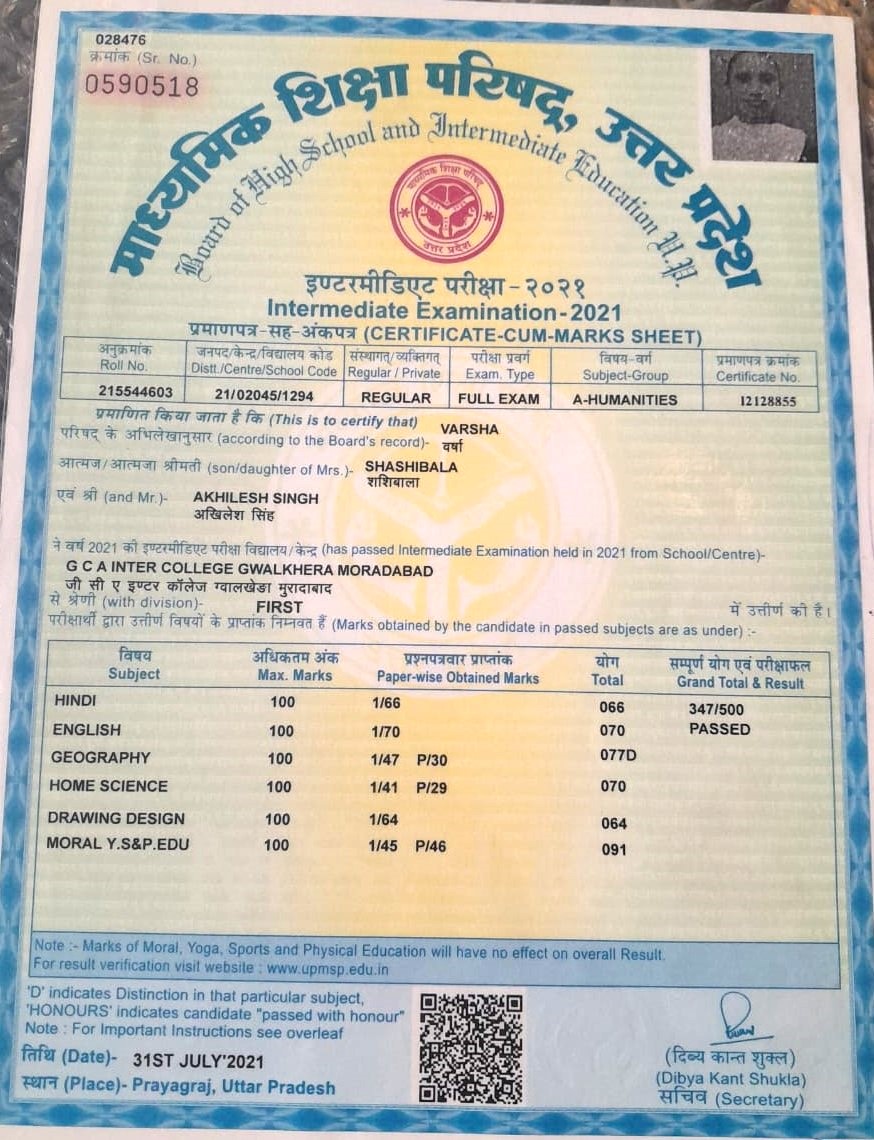 028476
क्रमांक (Sr. No.)
0590518
माध्यमिक शिक्षा परिषद्, उत्तर प्रदेश
Board of High School and Intermediate Education U.P.
माध्यमिक शिक्षा परिषद्
उत्तर प्रदेश
इण्टरमीडिएट परीक्षा - २०२१
Intermediate Examination - 2021
प्रमाणपत्र-सह-अंकपत्र (CERTIFICATE-CUM-MARKS SHEET)
अनुक्रमांक जनपद/केन्द्र/विद्यालय कोड संस्थागत/व्यक्तिगत् परीक्षा प्रवर्ग विषय-वर्ग प्रमाणपत्र क्रमांक
Roll No. Distt./Centre/School Code Regular / Private Exam. Type Subject-Group Certificate No.
215544603 21/02045/1294 REGULAR FULL EXAM A-HUMANITIES 12128855
प्रमाणित किया जाता है कि (This is to certify that) VARSHA
परिषद् के अभिलेखानुसार (according to the Board's record)- वर्षा
आत्मज/आत्मजा श्रीमती (son/daughter of Mrs.)- SHASHIBALA
शशिबाला
एवं श्री (and Mr.)- AKHILESH SINGH
अखिलेश सिंह
ने वर्ष 2021 की इण्टरमीडिएट परीक्षा विद्यालय/केन्द्र (has passed Intermediate Examination held in 2021 from School/Centre)-
G C A INTER COLLEGE GWALKHERA MORADABAD
जी सी ए इण्टर कॉलेज ग्वालखेडा मुरादाबाद
से श्रेणी (with division)- FIRST में उत्तीर्ण की है।
परीक्षार्थी द्वारा उत्तीर्ण विषयों के प्राप्तांक निम्नवत हैं (Marks obtained by the candidate in passed subjects are as under) :-
विषय अधिकतम अंक प्रश्नपत्रवार प्राप्तांक योग सम्पूर्ण योग एवं परीक्षाफल
Subject Max. Marks Paper-wise Obtained Marks Total Grand Total & Result
HINDI 100 1/66 066 347/500
ENGLISH 100 1/70 070 PASSED
GEOGRAPHY 100 1/47 P/30 077D
HOME SCIENCE 100 1/41 P/29 070
DRAWING DESIGN 100 1/64 064
MORAL Y.S&P.EDU 100 1/45 P/46 091
Note :- Marks of Moral, Yoga, Sports and Physical Education will have no effect on overall Result.
For result verification visit website : www.upmsp.edu.in
'D' indicates Distinction in that particular subject,
'HONOURS' indicates candidate "passed with honour"
Note : For Important Instructions see overleaf
तिथि (Date)- 31ST JULY'2021
स्थान (Place)- Prayagraj, Uttar Pradesh
(दिब्य कान्त शुक्ल)
(Dibya Kant Shukla)
सचिव (Secretary)